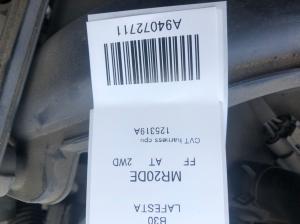 LAFESTA
B30
MR20DE
FF AT 2WD
125319A
CVT harness cpu
A94072711